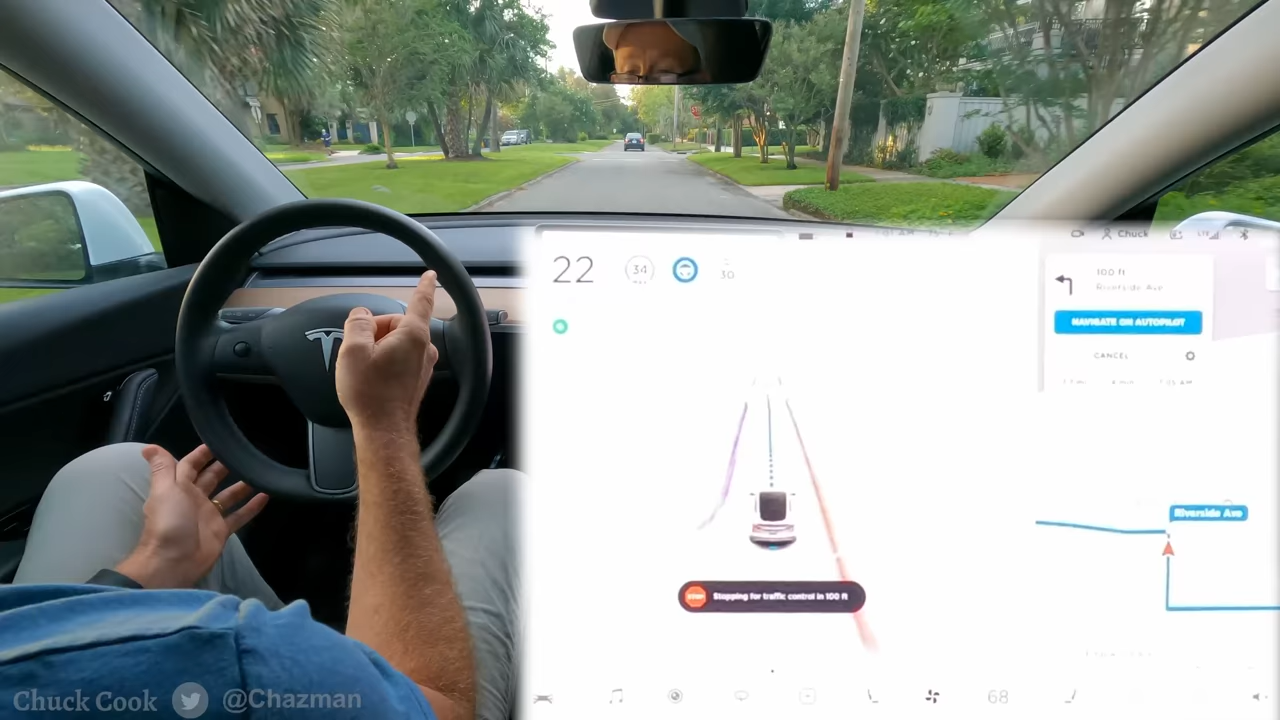 22
34
30
Chuck
LTE
100 ft
Riverside Ave
NAVIGATE ON AUTOPILOT
CANCEL
Riverside Ave
STOP Stopping for traffic control in 100 ft
68
Chuck Cook @Chazman